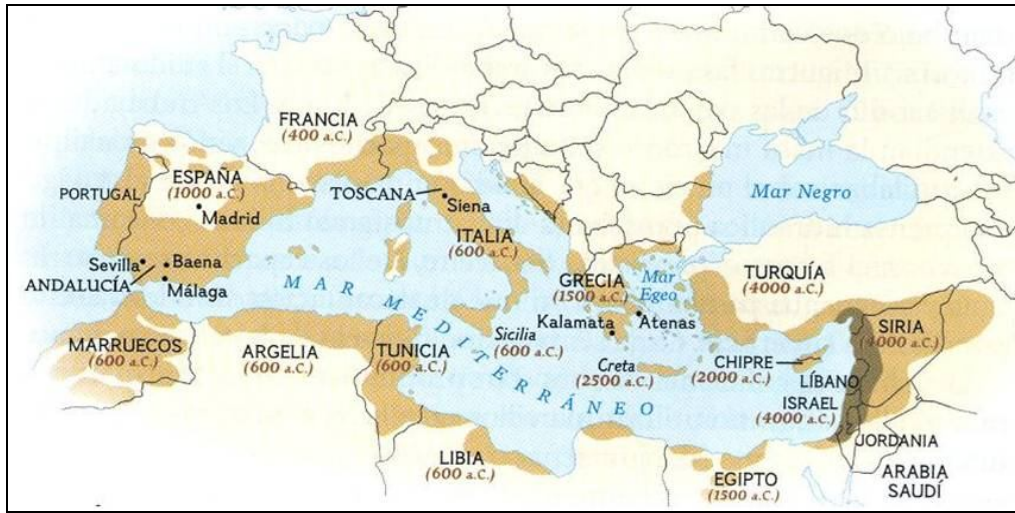 FRANCIA
(400 a.C.)
PORTUGAL
ESPAÑA
(1000 a.C.)
Madrid
Sevilla
Baena
ANDALUCÍA
Málaga
TOSCANA
Siena
ITALIA
(600 a.C.)
Mar Negro
GRECIA
(1500 a.C.)
Mar
Egeo
TURQUÍA
(4000 a.C.)
Kalamata
Atenas
MAR MEDITERRÁNEO
MARRUECOS
(600 a.C.)
ARGELIA
(600 a.C.)
TUNICIA
(600 a.C.)
Sicilia
(600 a.C.)
Creta
(2500 a.C.)
CHIPRE
(2000 a.C.)
SIRIA
(4000 a.C.)
LÍBANO
ISRAEL
(4000 a.C.)
JORDANIA
LIBIA
(600 a.C.)
EGIPTO
(1500 a.C.)
ARABIA
SAUDÍ